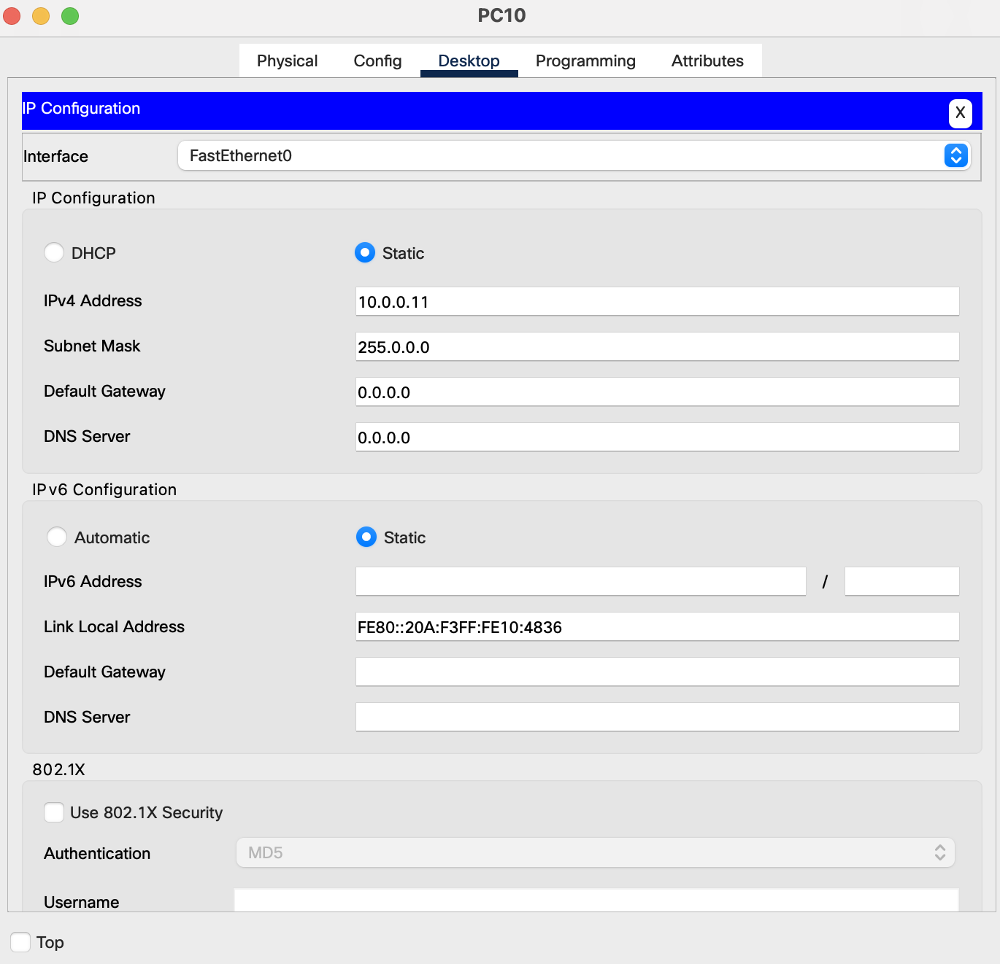 PC10
Physical Config Desktop Programming Attributes
IP Configuration
X
Interface FastEthernet0
IP Configuration
DHCP Static
IPv4 Address 10.0.0.11
Subnet Mask 255.0.0.0
Default Gateway 0.0.0.0
DNS Server 0.0.0.0
IPv6 Configuration
Automatic Static
IPv6 Address /
Link Local Address FE80::20A:F3FF:FE10:4836
Default Gateway
DNS Server
802.1X
Use 802.1X Security
Authentication MD5
Username
Top